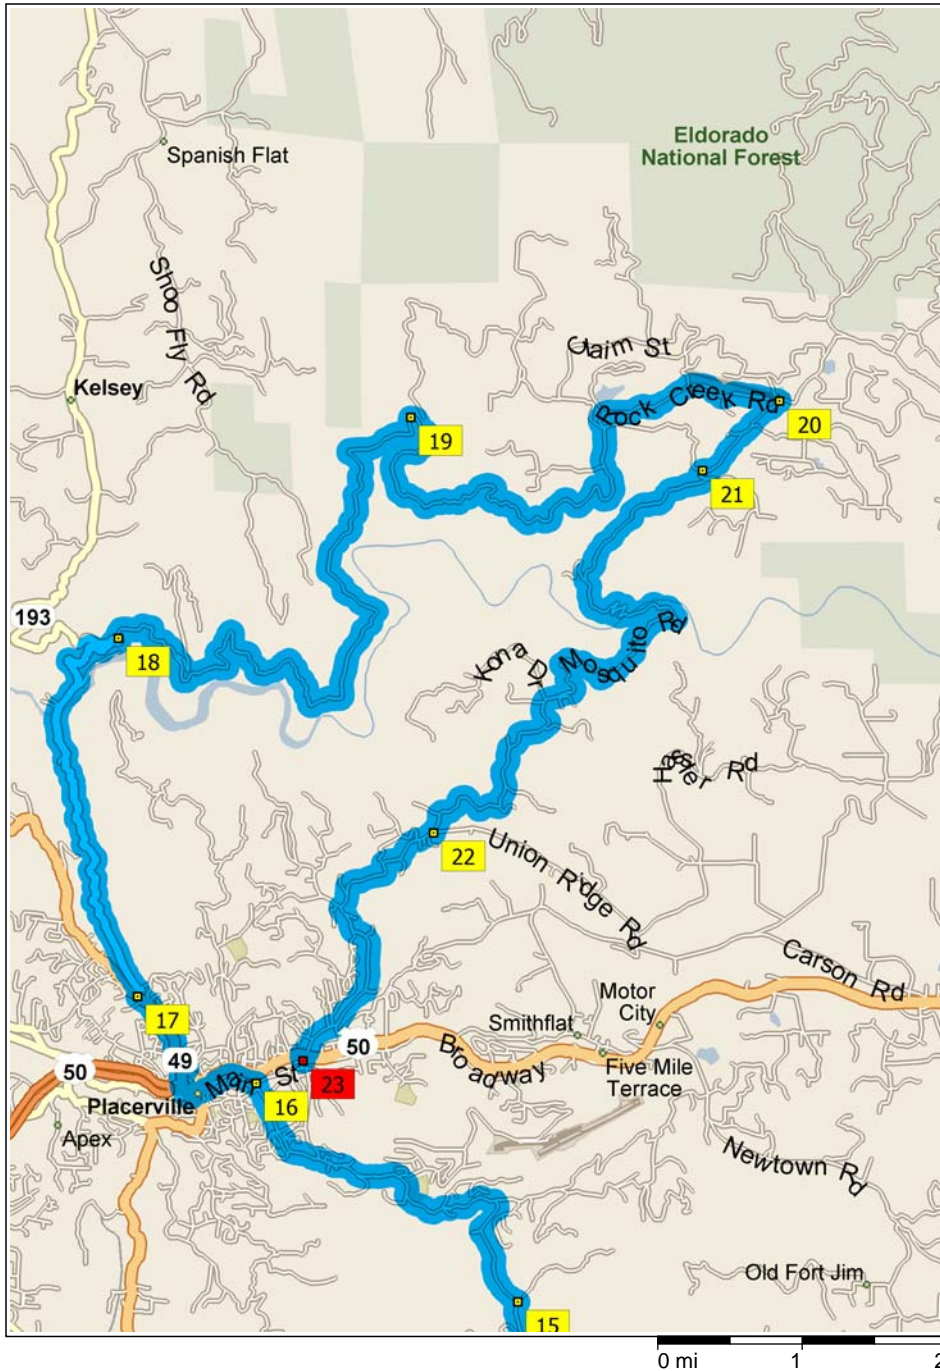 Eldorado
National Forest
Spanish Flat
Shoo Fly Rd
Claim St
Kelsey
Rock Creek Rd
20
19
21
193
18
Mosquito Rd
Kona Dr
Hassler Rd
22
Union Ridge Rd
Carson Rd
17
Motor
City
Smithflat
50
49
50
Broadway
Five Mile
Terrace
Main St
23
Placerville
16
Apex
Newtown Rd
Old Fort Jim
15
0 mi 1 2